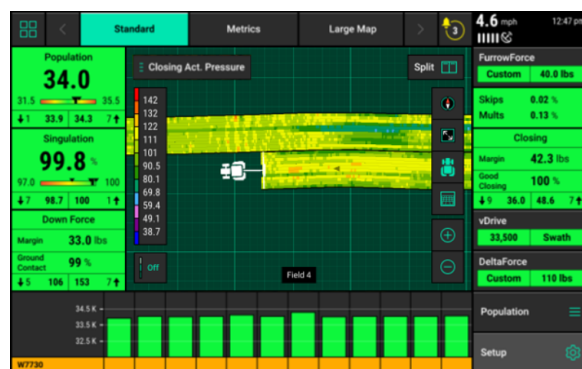 Standard
Metrics
Large Map
3
4.6 mph
12:47 pm
Population
34.0
31.5 35.5
1 33.9 34.3 7
Singulation
99.8 %
97.0 100
7 98.7 100 1
Down Force
Margin 33.0 lbs
Ground Contact 99 %
5 106 153 7
Closing Act. Pressure
Split
142
132
122
111
101
90.5
80.1
69.8
59.4
49.1
38.7
Off
Field 4
FurrowForce
Custom 40.0 lbs
Skips 0.02 %
Mults 0.13 %
Closing
Margin 42.3 lbs
Good Closing 100 %
9 36.0 48.6 7
vDrive
33,500 Swath
DeltaForce
Custom 110 lbs
Population
Setup
34.5 K
33.5 K
32.5 K
W7730